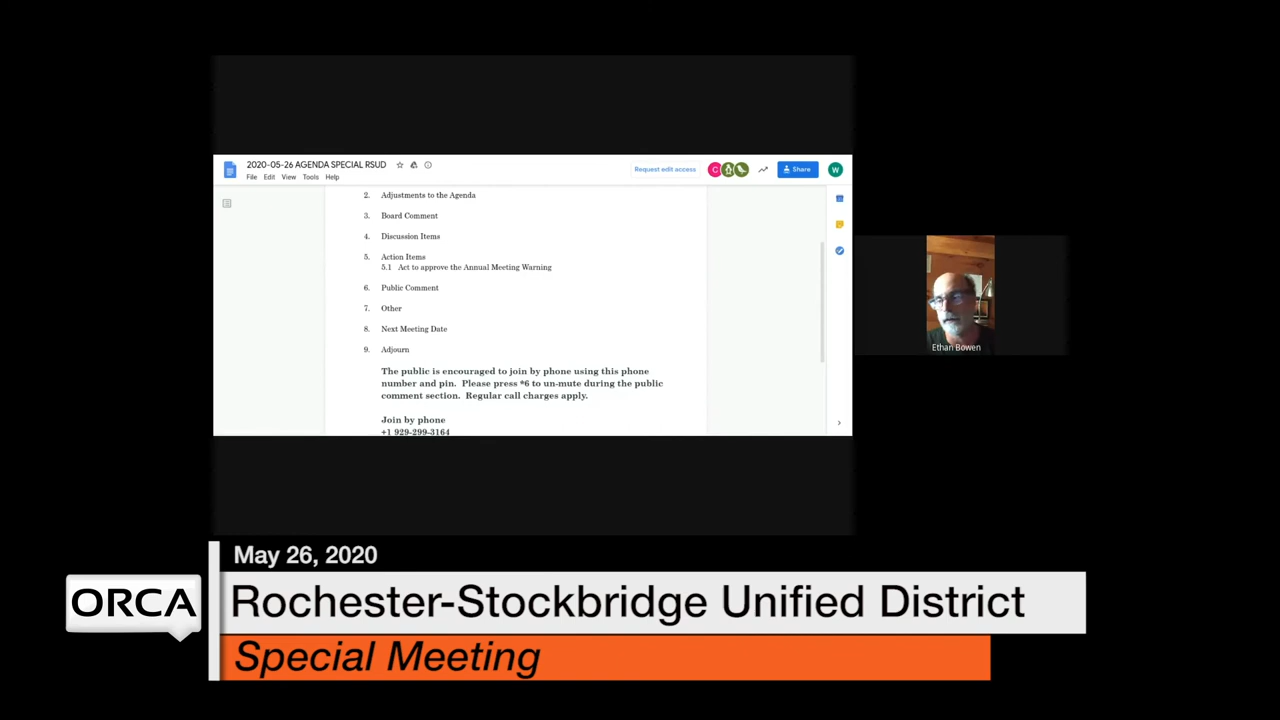 2020-05-26 AGENDA SPECIAL RSUD
File Edit View Tools Help
Request edit access
C
Share
W
2. Adjustments to the Agenda
3. Board Comment
4. Discussion Items
5. Action Items
5.1 Act to approve the Annual Meeting Warning
6. Public Comment
7. Other
8. Next Meeting Date
9. Adjourn
The public is encouraged to join by phone using this phone
number and pin. Please press *6 to un-mute during the public
comment section. Regular call charges apply.
Join by phone
+1 929-299-3164
Ethan Bowen
May 26, 2020
ORCA
Rochester-Stockbridge Unified District
Special Meeting